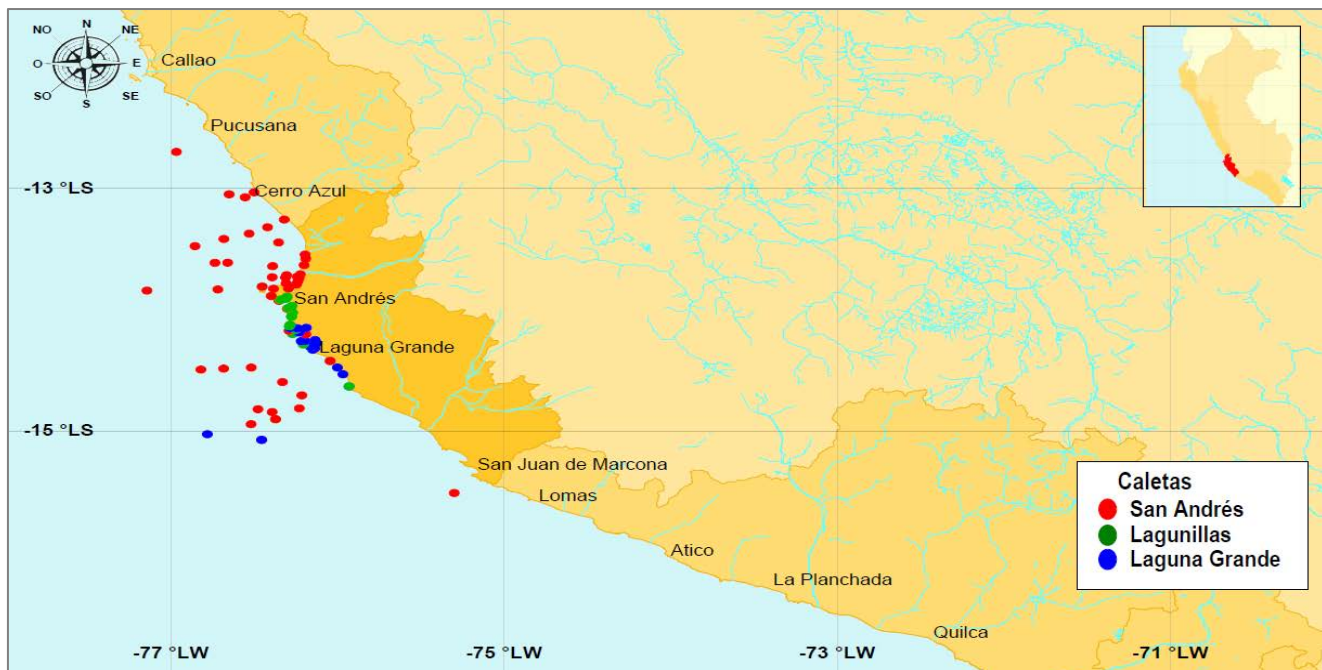 N
NO
NE
O
E
SO
SE
S
Callao
Pucusana
-13 °LS
Cerro Azul
San Andrés
Laguna Grande
-15 °LS
San Juan de Marcona
Lomas
Atico
La Planchada
Quilca
Caletas
San Andrés
Lagunillas
Laguna Grande
-77 °LW
-75 °LW
-73 °LW
-71 °LW